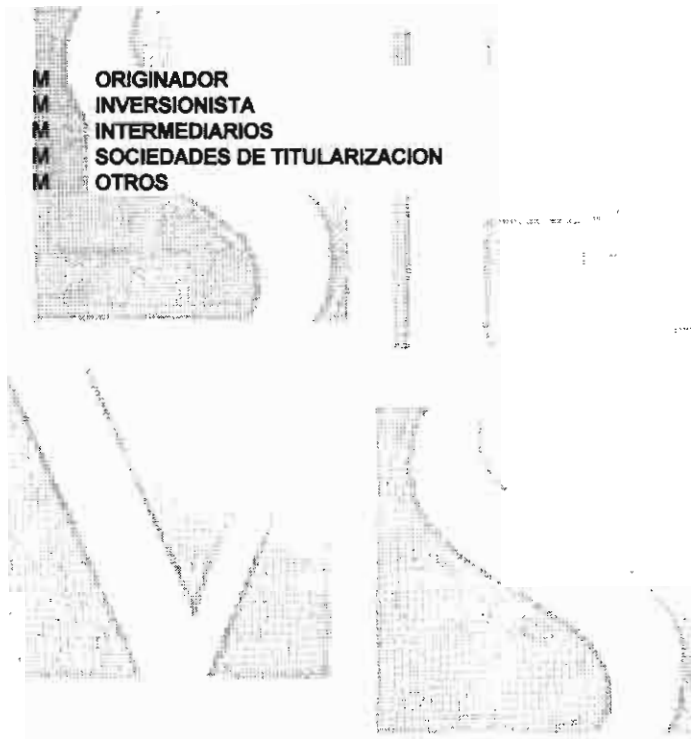 M ORIGINADOR
M INVERSIONISTA
M INTERMEDIARIOS
M SOCIEDADES DE TITULARIZACION
M OTROS